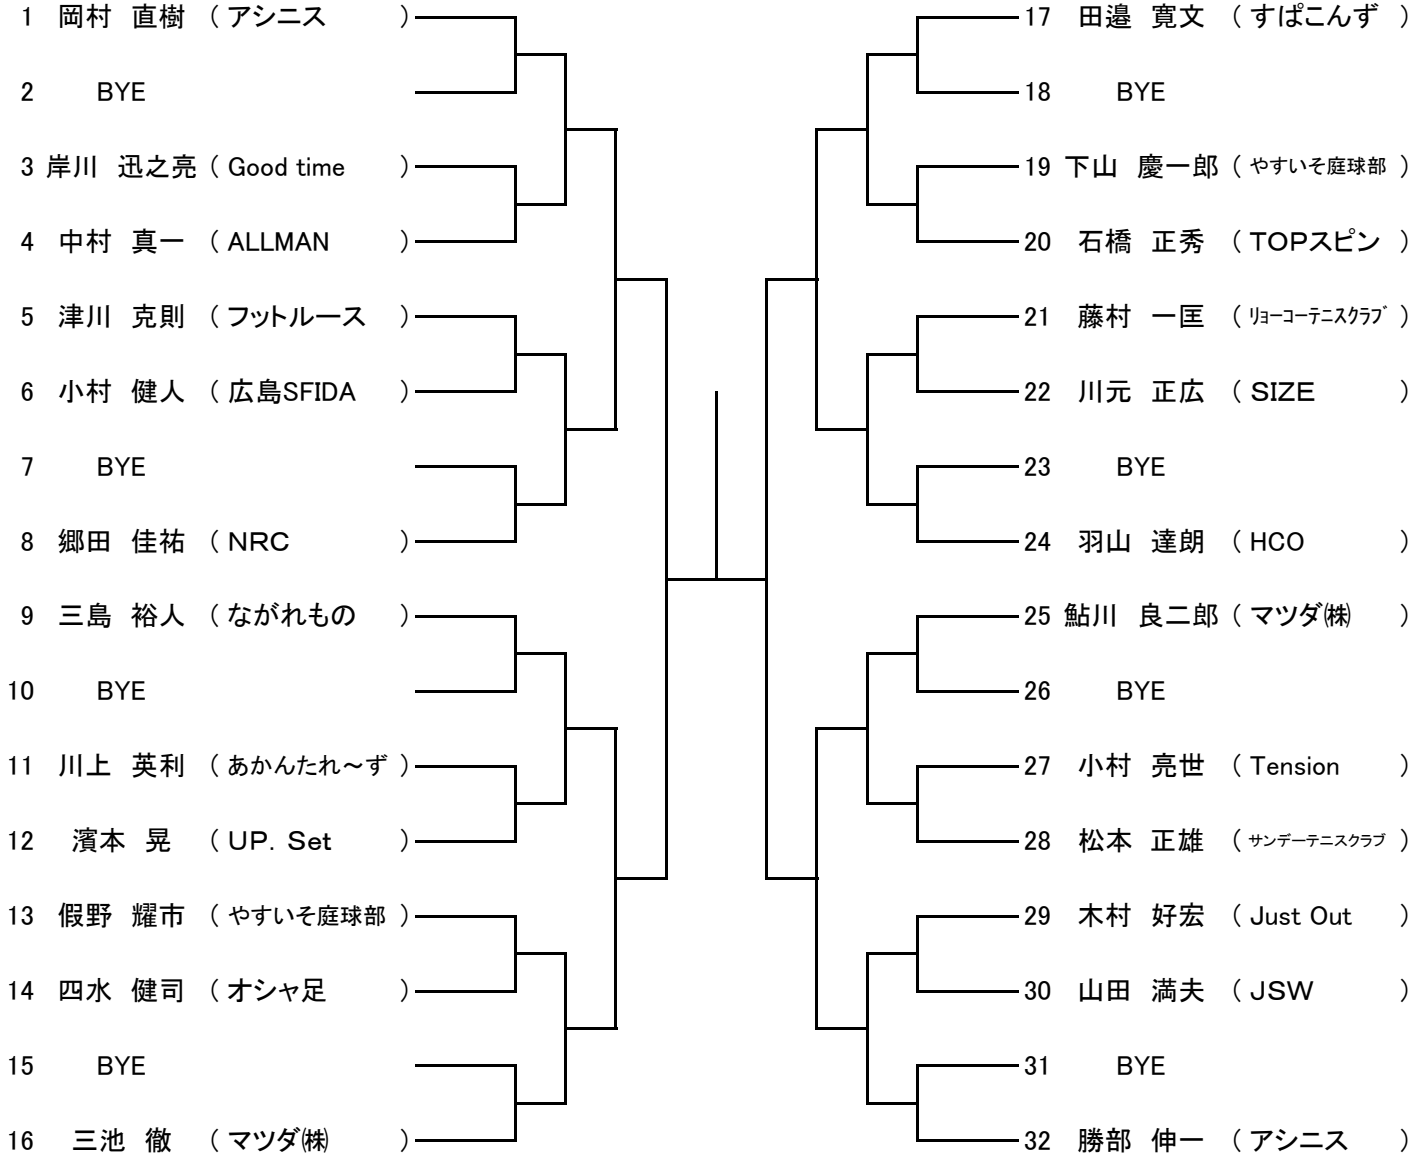 1 岡村 直樹 ( アシニス )
2 BYE
3 岸川 迅之亮 ( Good time )
4 中村 真一 ( ALLMAN )
5 津川 克則 ( フットルース )
6 小村 健人 ( 広島SFIDA )
7 BYE
8 郷田 佳祐 ( NRC )
9 三島 裕人 ( ながれもの )
10 BYE
11 川上 英利 ( あかんたれ～ず )
12 濱本 晃 ( UP. Set )
13 假野 耀市 ( やすいそ庭球部 )
14 四水 健司 ( オシャ足 )
15 BYE
16 三池 徹 ( マツダ㈱ )
17 田邉 寛文 ( すぱこんず )
18 BYE
19 下山 慶一郎 ( やすいそ庭球部 )
20 石橋 正秀 ( TOPスピン )
21 藤村 一匡 ( ﾘｮｰｺｰﾃﾆｽｸﾗﾌﾞ )
22 川元 正広 ( SIZE )
23 BYE
24 羽山 達朗 ( HCO )
25 鮎川 良二郎 ( マツダ㈱ )
26 BYE
27 小村 亮世 ( Tension )
28 松本 正雄 ( サンデーテニスクラブ )
29 木村 好宏 ( Just Out )
30 山田 満夫 ( JSW )
31 BYE
32 勝部 伸一 ( アシニス )